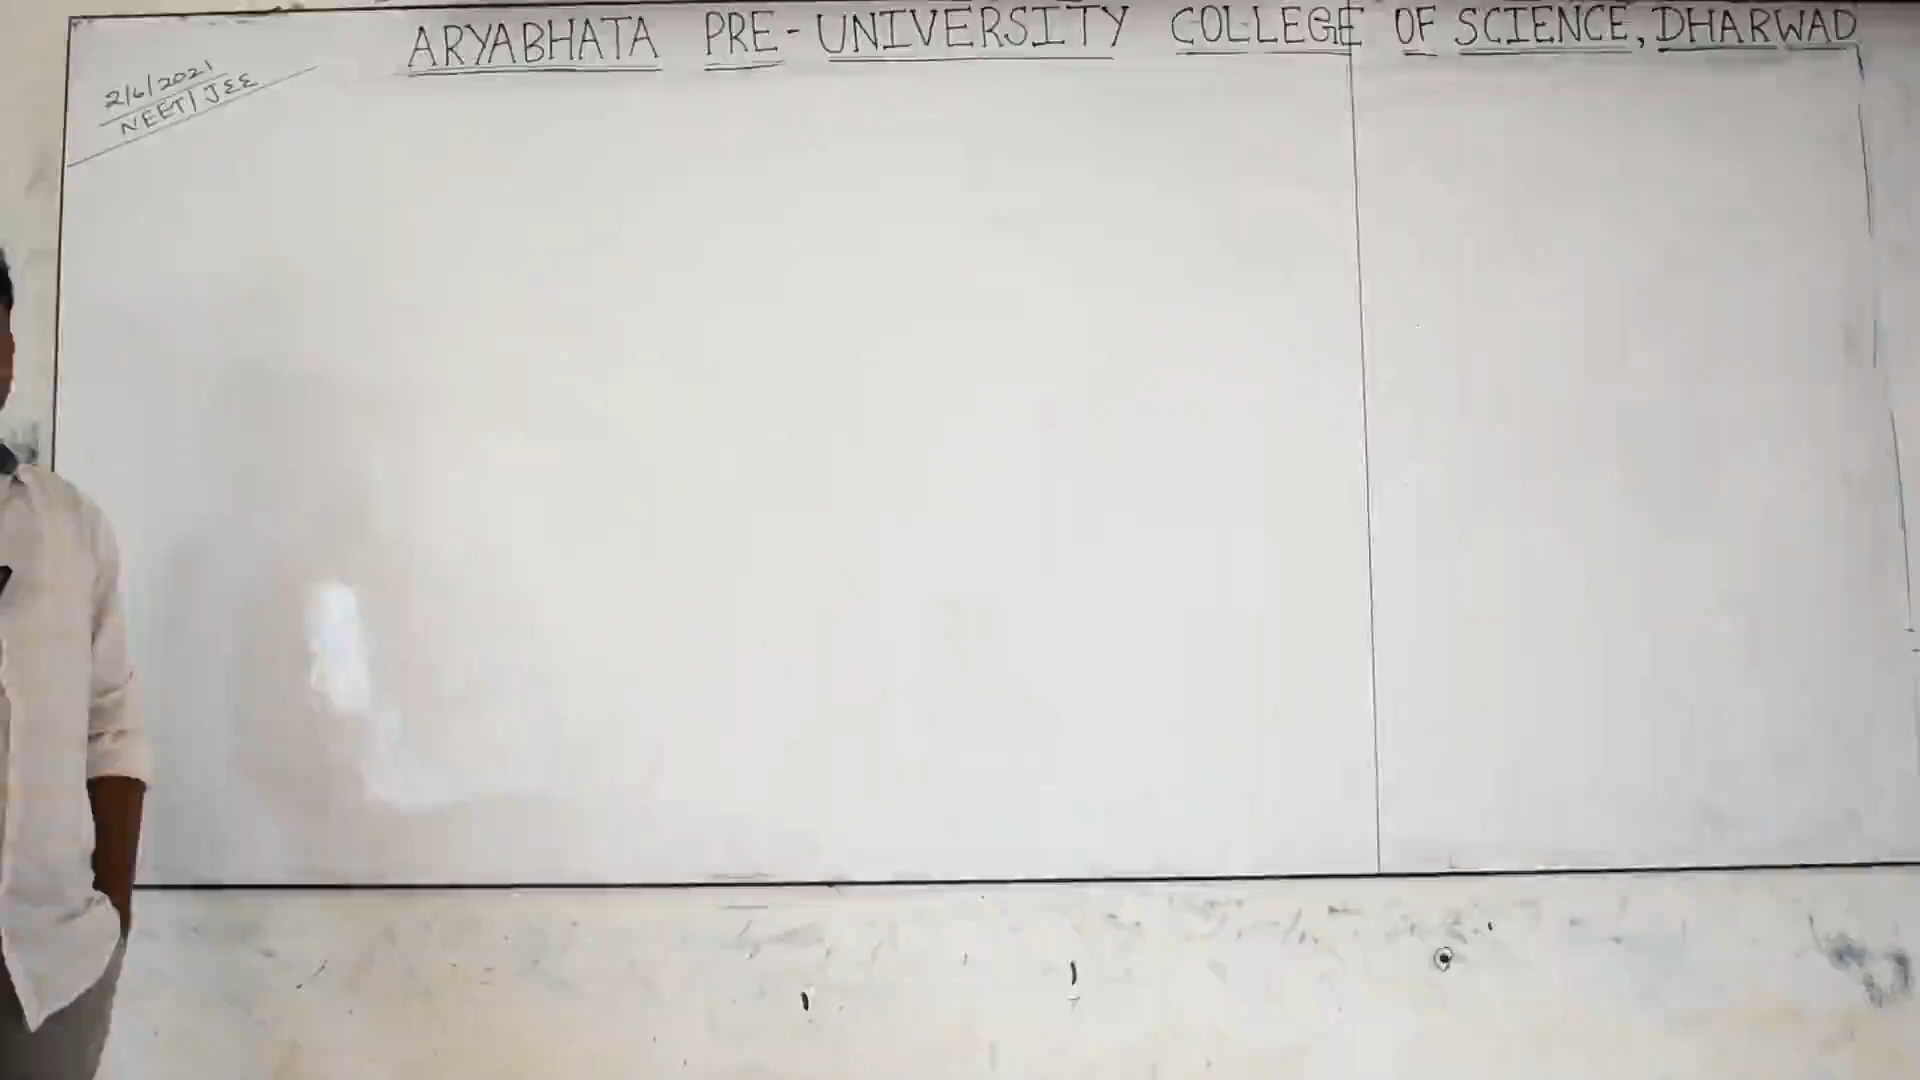 ARYABHATA PRE-UNIVERSITY COLLEGE OF SCIENCE, DHARWAD
2/6/2021
NEET/JEE